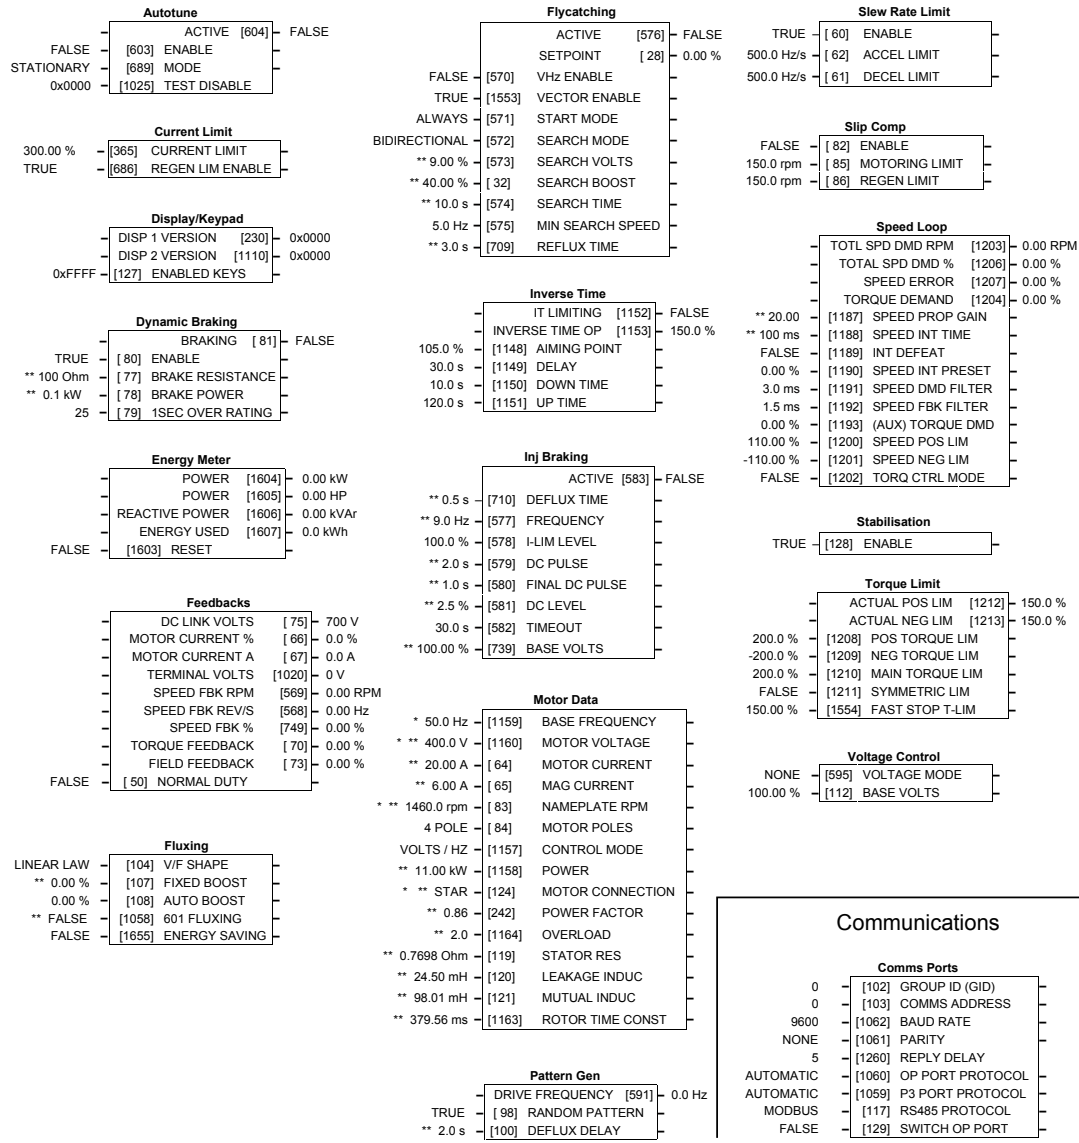 Autotune
ACTIVE [604] FALSE
FALSE [603] ENABLE
STATIONARY [689] MODE
0x0000 [1025] TEST DISABLE
Current Limit
300.00 % [365] CURRENT LIMIT
TRUE [686] REGEN LIM ENABLE
Display/Keypad
DISP 1 VERSION [230] 0x0000
DISP 2 VERSION [1110] 0x0000
0xFFFF [127] ENABLED KEYS
Dynamic Braking
BRAKING [ 81] FALSE
TRUE [ 80] ENABLE
** 100 Ohm [ 77] BRAKE RESISTANCE
** 0.1 kW [ 78] BRAKE POWER
25 [ 79] 1SEC OVER RATING
Energy Meter
POWER [1604] 0.00 kW
POWER [1605] 0.00 HP
REACTIVE POWER [1606] 0.00 kVAr
ENERGY USED [1607] 0.0 kWh
FALSE [1603] RESET
Feedbacks
DC LINK VOLTS [ 75] 700 V
MOTOR CURRENT % [ 66] 0.0 %
MOTOR CURRENT A [ 67] 0.0 A
TERMINAL VOLTS [1020] 0 V
SPEED FBK RPM [569] 0.00 RPM
SPEED FBK REV/S [568] 0.00 Hz
SPEED FBK % [749] 0.00 %
TORQUE FEEDBACK [ 70] 0.00 %
FIELD FEEDBACK [ 73] 0.00 %
FALSE [ 50] NORMAL DUTY
Fluxing
LINEAR LAW [104] V/F SHAPE
** 0.00 % [107] FIXED BOOST
0.00 % [108] AUTO BOOST
** FALSE [1058] 601 FLUXING
FALSE [1655] ENERGY SAVING
Flycatching
ACTIVE [576] FALSE
SETPOINT [ 28] 0.00 %
FALSE [570] VHz ENABLE
TRUE [1553] VECTOR ENABLE
ALWAYS [571] START MODE
BIDIRECTIONAL [572] SEARCH MODE
** 9.00 % [573] SEARCH VOLTS
** 40.00 % [ 32] SEARCH BOOST
** 10.0 s [574] SEARCH TIME
5.0 Hz [575] MIN SEARCH SPEED
** 3.0 s [709] REFLUX TIME
Inverse Time
IT LIMITING [1152] FALSE
INVERSE TIME OP [1153] 150.0 %
105.0 % [1148] AIMING POINT
30.0 s [1149] DELAY
10.0 s [1150] DOWN TIME
120.0 s [1151] UP TIME
Inj Braking
ACTIVE [583] FALSE
** 0.5 s [710] DEFLUX TIME
** 9.0 Hz [577] FREQUENCY
100.0 % [578] I-LIM LEVEL
** 2.0 s [579] DC PULSE
** 1.0 s [580] FINAL DC PULSE
** 2.5 % [581] DC LEVEL
30.0 s [582] TIMEOUT
** 100.00 % [739] BASE VOLTS
Motor Data
* 50.0 Hz [1159] BASE FREQUENCY
* ** 400.0 V [1160] MOTOR VOLTAGE
** 20.00 A [ 64] MOTOR CURRENT
** 6.00 A [ 65] MAG CURRENT
* ** 1460.0 rpm [ 83] NAMEPLATE RPM
4 POLE [ 84] MOTOR POLES
VOLTS / HZ [1157] CONTROL MODE
** 11.00 kW [1158] POWER
* ** STAR [124] MOTOR CONNECTION
** 0.86 [242] POWER FACTOR
** 2.0 [1164] OVERLOAD
** 0.7698 Ohm [119] STATOR RES
** 24.50 mH [120] LEAKAGE INDUC
** 98.01 mH [121] MUTUAL INDUC
** 379.56 ms [1163] ROTOR TIME CONST
Pattern Gen
DRIVE FREQUENCY [591] 0.0 Hz
TRUE [ 98] RANDOM PATTERN
** 2.0 s [100] DEFLUX DELAY
Slew Rate Limit
TRUE [ 60] ENABLE
500.0 Hz/s [ 62] ACCEL LIMIT
500.0 Hz/s [ 61] DECEL LIMIT
Slip Comp
FALSE [ 82] ENABLE
150.0 rpm [ 85] MOTORING LIMIT
150.0 rpm [ 86] REGEN LIMIT
Speed Loop
TOTL SPD DMD RPM [1203] 0.00 RPM
TOTAL SPD DMD % [1206] 0.00 %
SPEED ERROR [1207] 0.00 %
TORQUE DEMAND [1204] 0.00 %
** 20.00 [1187] SPEED PROP GAIN
** 100 ms [1188] SPEED INT TIME
FALSE [1189] INT DEFEAT
0.00 % [1190] SPEED INT PRESET
3.0 ms [1191] SPEED DMD FILTER
1.5 ms [1192] SPEED FBK FILTER
0.00 % [1193] (AUX) TORQUE DMD
110.00 % [1200] SPEED POS LIM
-110.00 % [1201] SPEED NEG LIM
FALSE [1202] TORQ CTRL MODE
Stabilisation
TRUE [128] ENABLE
Torque Limit
ACTUAL POS LIM [1212] 150.0 %
ACTUAL NEG LIM [1213] 150.0 %
200.0 % [1208] POS TORQUE LIM
-200.0 % [1209] NEG TORQUE LIM
200.0 % [1210] MAIN TORQUE LIM
FALSE [1211] SYMMETRIC LIM
150.00 % [1554] FAST STOP T-LIM
Voltage Control
NONE [595] VOLTAGE MODE
100.00 % [112] BASE VOLTS
Communications
Comms Ports
0 [102] GROUP ID (GID)
0 [103] COMMS ADDRESS
9600 [1062] BAUD RATE
NONE [1061] PARITY
5 [1260] REPLY DELAY
AUTOMATIC [1060] OP PORT PROTOCOL
AUTOMATIC [1059] P3 PORT PROTOCOL
MODBUS [117] RS485 PROTOCOL
FALSE [129] SWITCH OP PORT